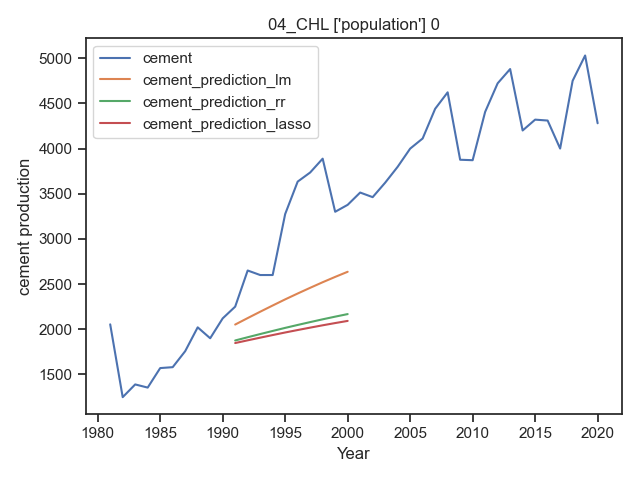 04_CHL ['population'] 0
cement
cement_prediction_lm
cement_prediction_rr
cement_prediction_lasso
cement production
5000
4500
4000
3500
3000
2500
2000
1500
1980 1985 1990 1995 2000 2005 2010 2015 2020
Year